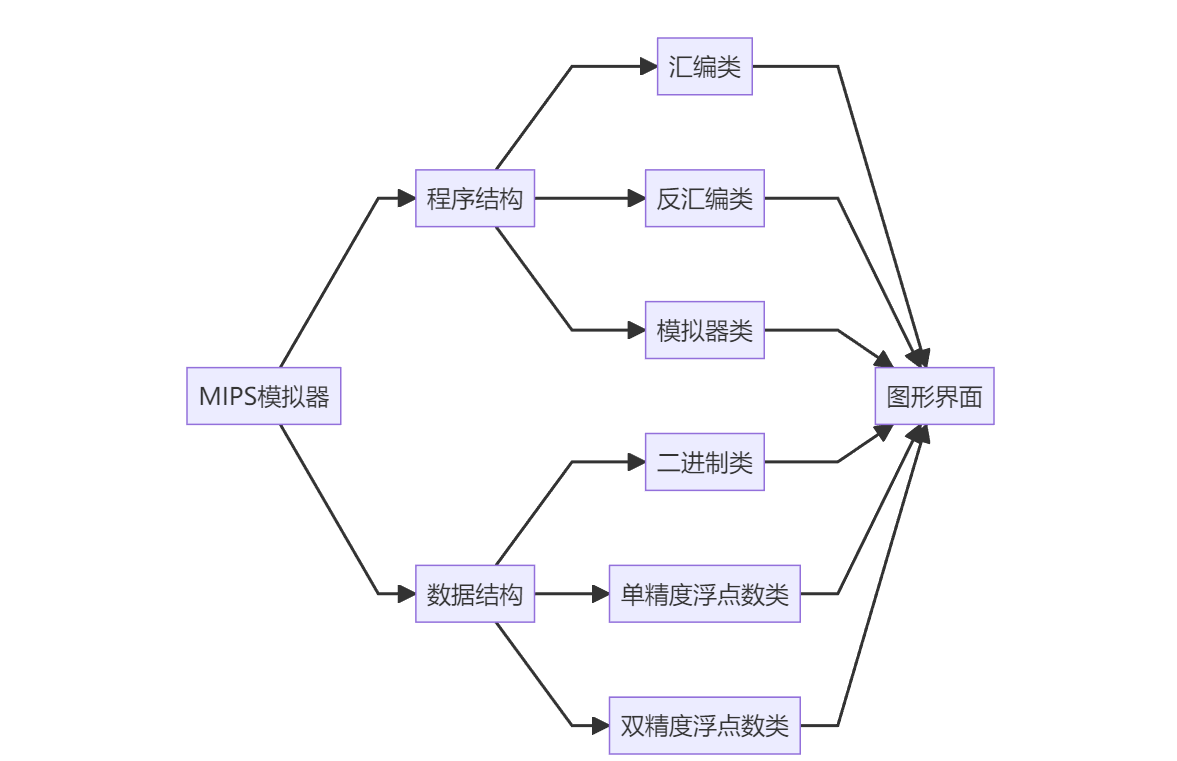 汇编类
程序结构
反汇编类
模拟器类
MIPS模拟器
图形界面
二进制类
数据结构
单精度浮点数类
双精度浮点数类